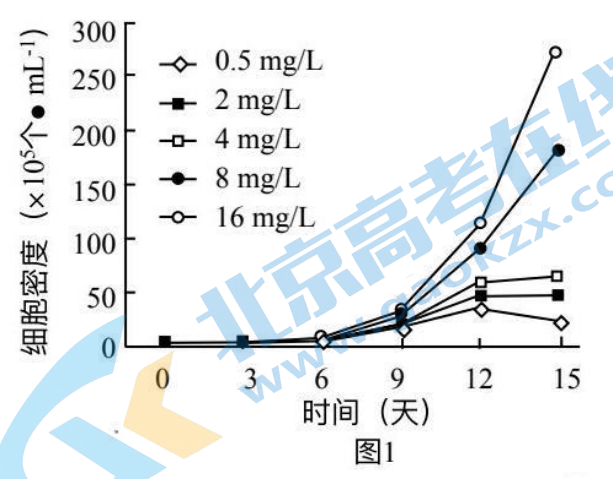 细胞密度（×10⁵个●mL⁻¹）
300
250
200
150
100
50
0
0.5 mg/L
2 mg/L
4 mg/L
8 mg/L
16 mg/L
0 3 6 9 12 15
时间（天）
图1
北京高考在线
www.gaokzx.co